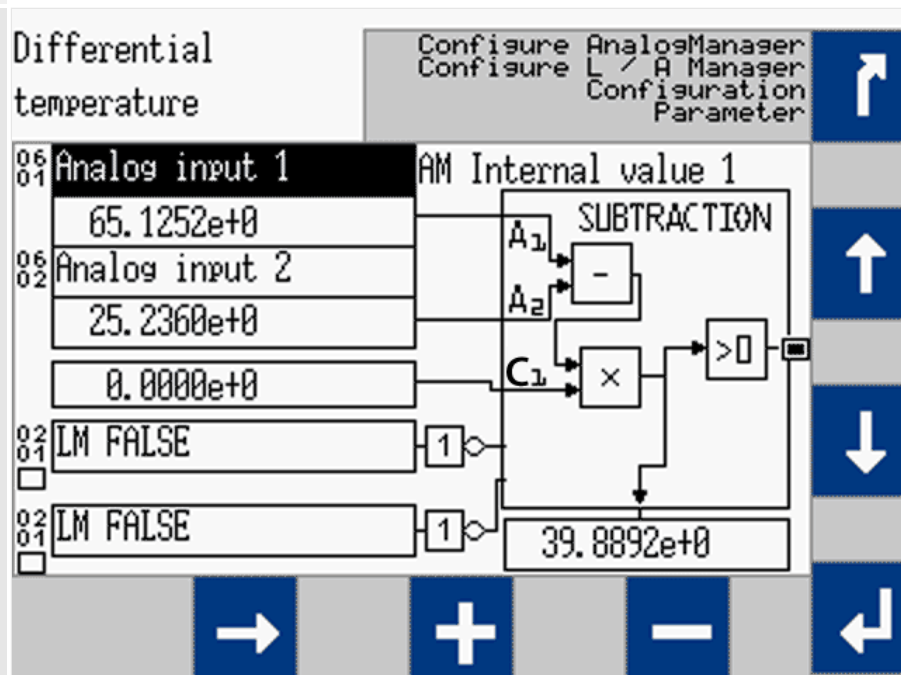 Differential
temperature
Configure AnalogManager
Configure L / A Manager
Configuration
Parameter
06 01 Analog input 1
AM Internal value 1
65.1252e+0
SUBTRACTION
A1
06 02 Analog input 2
-
A2
25.2360e+0
>0
0.0000e+0
C1
×
02 01 LM FALSE
1
02 01 LM FALSE
1
39.8892e+0